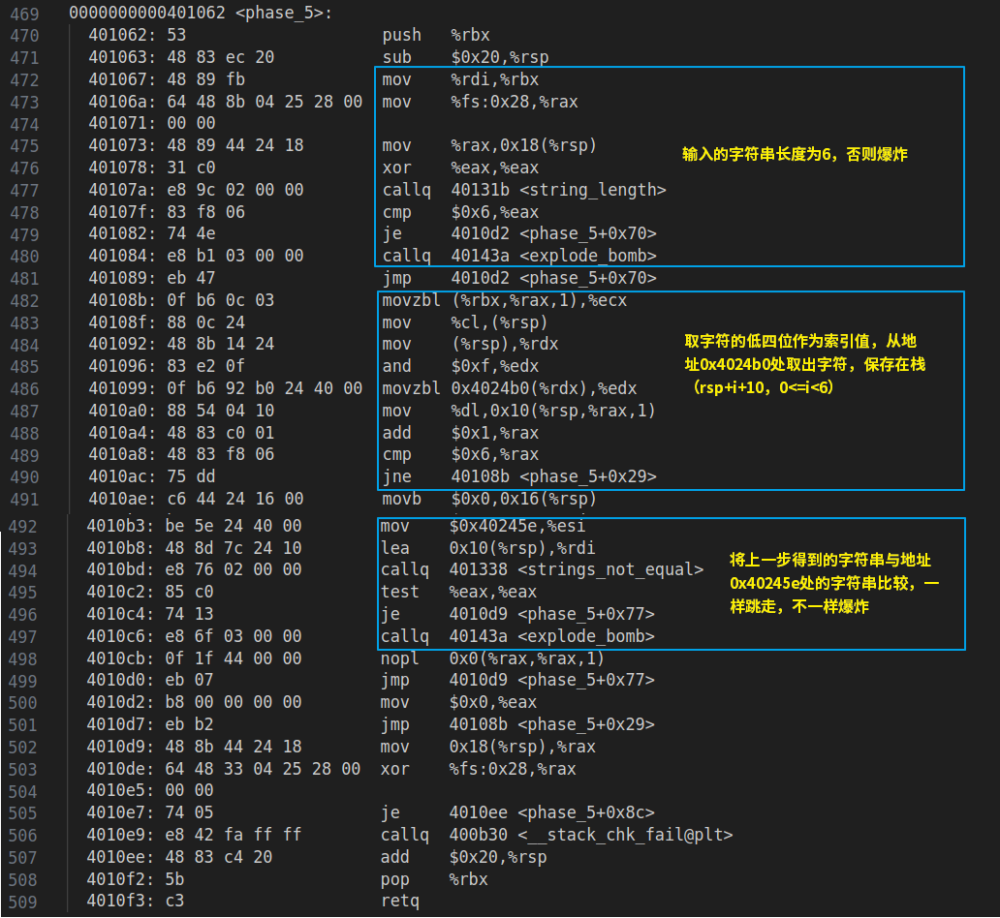 469 0000000000401062 <phase_5>:
470 401062: 53 push %rbx
471 401063: 48 83 ec 20 sub $0x20,%rsp
472 401067: 48 89 fb mov %rdi,%rbx
473 40106a: 64 48 8b 04 25 28 00 mov %fs:0x28,%rax
474 401071: 00 00
475 401073: 48 89 44 24 18 mov %rax,0x18(%rsp)
输入的字符串长度为6，否则爆炸
476 401078: 31 c0 xor %eax,%eax
477 40107a: e8 9c 02 00 00 callq 40131b <string_length>
478 40107f: 83 f8 06 cmp $0x6,%eax
479 401082: 74 4e je 4010d2 <phase_5+0x70>
480 401084: e8 b1 03 00 00 callq 40143a <explode_bomb>
481 401089: eb 47 jmp 4010d2 <phase_5+0x70>
482 40108b: 0f b6 0c 03 movzbl (%rbx,%rax,1),%ecx
483 40108f: 88 0c 24 mov %cl,(%rsp)
484 401092: 48 8b 14 24 mov (%rsp),%rdx
485 401096: 83 e2 0f and $0xf,%edx
486 401099: 0f b6 92 b0 24 40 00 movzbl 0x4024b0(%rdx),%edx
487 4010a0: 88 54 04 10 mov %dl,0x10(%rsp,%rax,1)
488 4010a4: 48 83 c0 01 add $0x1,%rax
489 4010a8: 48 83 f8 06 cmp $0x6,%rax
490 4010ac: 75 dd jne 40108b <phase_5+0x29>
取字符的低四位作为索引值，从地
址0x4024b0处取出字符，保存在栈
（rsp+i+10，0<=i<6）
491 4010ae: c6 44 24 16 00 movb $0x0,0x16(%rsp)
492 4010b3: be 5e 24 40 00 mov $0x40245e,%esi
493 4010b8: 48 8d 7c 24 10 lea 0x10(%rsp),%rdi
494 4010bd: e8 76 02 00 00 callq 401338 <strings_not_equal>
495 4010c2: 85 c0 test %eax,%eax
496 4010c4: 74 13 je 4010d9 <phase_5+0x77>
497 4010c6: e8 6f 03 00 00 callq 40143a <explode_bomb>
将上一步得到的字符串与地址
0x40245e处的字符串比较，一
样跳走，不一样爆炸
498 4010cb: 0f 1f 44 00 00 nopl 0x0(%rax,%rax,1)
499 4010d0: eb 07 jmp 4010d9 <phase_5+0x77>
500 4010d2: b8 00 00 00 00 mov $0x0,%eax
501 4010d7: eb b2 jmp 40108b <phase_5+0x29>
502 4010d9: 48 8b 44 24 18 mov 0x18(%rsp),%rax
503 4010de: 64 48 33 04 25 28 00 xor %fs:0x28,%rax
504 4010e5: 00 00
505 4010e7: 74 05 je 4010ee <phase_5+0x8c>
506 4010e9: e8 42 fa ff ff callq 400b30 <__stack_chk_fail@plt>
507 4010ee: 48 83 c4 20 add $0x20,%rsp
508 4010f2: 5b pop %rbx
509 4010f3: c3 retq